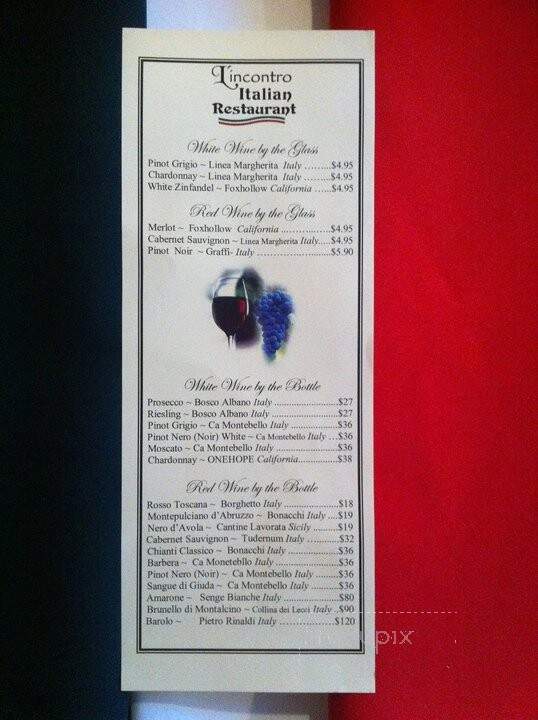 L'incontro
Italian
Restaurant
White Wine by the Glass
Pinot Grigio ~ Linea Margherita Italy .........$4.95
Chardonnay ~ Linea Margherita Italy ......$4.95
White Zinfandel ~ Foxhollow California ......$4.95
Red Wine by the Glass
Merlot ~ Foxhollow California ................$4.95
Cabernet Sauvignon ~ Linea Margherita Italy.....$4.95
Pinot Noir ~ Graffi- Italy .......................$5.90
White Wine by the Bottle
Prosecco ~ Bosco Albano Italy ..........................$27
Riesling ~ Bosco Albano Italy ...........................$27
Pinot Grigio ~ Ca Montebello Italy ...................$36
Pinot Nero (Noir) White ~ Ca Montebello Italy ...$36
Moscato ~ Ca Montebello Italy ........................$36
Chardonnay ~ ONEHOPE California................$38
Red Wine by the Bottle
Rosso Toscana ~ Borghetto Italy ....................$18
Montepulciano d'Abruzzo ~ Bonacchi Italy ....$19
Nero d'Avola ~ Cantine Lavorata Sicily .........$19
Cabernet Sauvignon ~ Tudernum Italy ............$32
Chianti Classico ~ Bonacchi Italy .....................$36
Barbera ~ Ca Monetebllo Italy .........................$36
Pinot Nero (Noir) ~ Ca Montebello Italy .........$36
Sangue di Giuda ~ Ca Montebello Italy ..........$36
Amarone ~ Senge Bianche Italy ......................$80
Brunello di Montalcino ~ Collina dei Lecci Italy ..$90
Barolo ~ Pietro Rinaldi Italy .....................$120